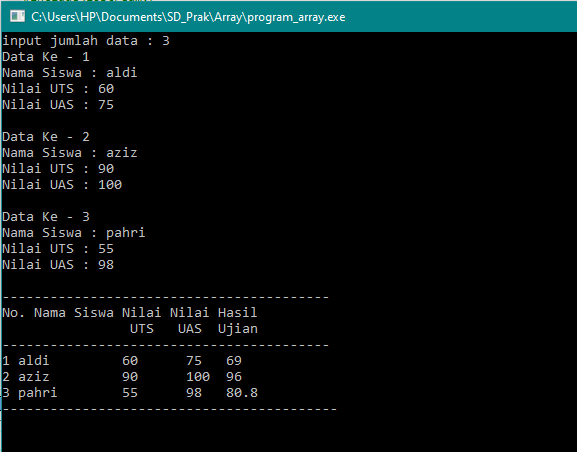 C:\Users\HP\Documents\SD_Prak\Array\program_array.exe
input jumlah data : 3
Data Ke - 1
Nama Siswa : aldi
Nilai UTS : 60
Nilai UAS : 75

Data Ke - 2
Nama Siswa : aziz
Nilai UTS : 90
Nilai UAS : 100

Data Ke - 3
Nama Siswa : pahri
Nilai UTS : 55
Nilai UAS : 98

-----------------------------------------
No. Nama Siswa Nilai Nilai Hasil
                UTS   UAS  Ujian
-----------------------------------------
1 aldi         60      75   69
2 aziz         90      100  96
3 pahri        55      98   80.8
------------------------------------------